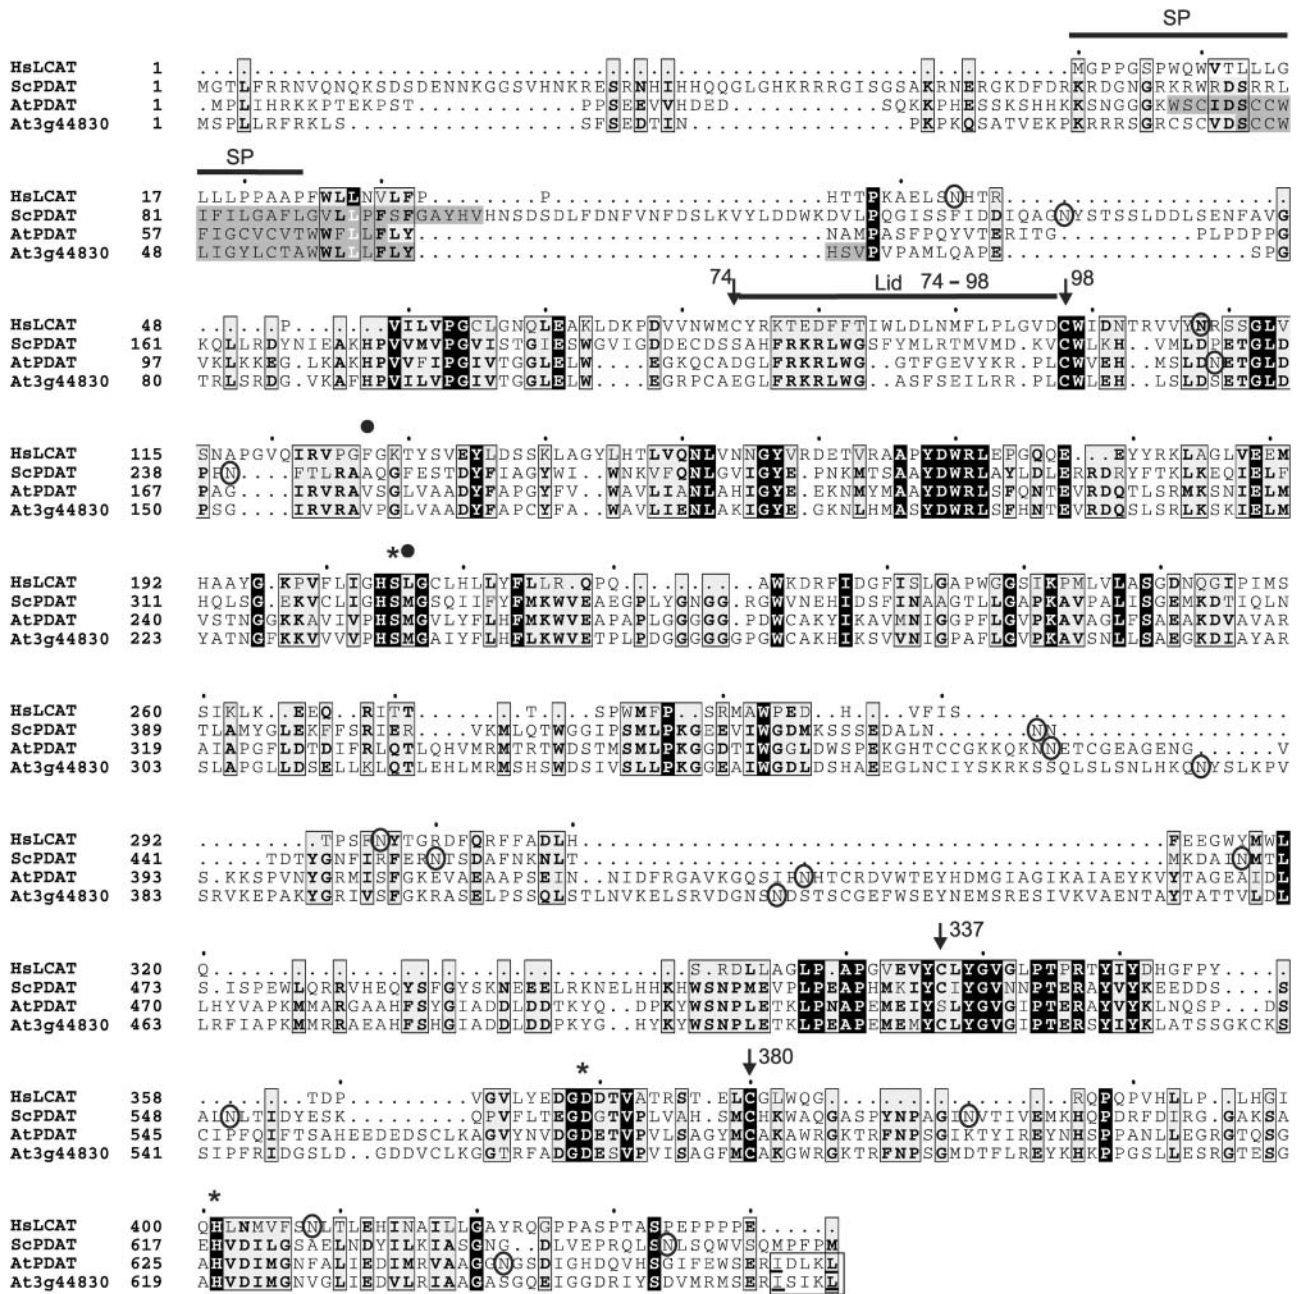 SP
HsLCAT 1 ...L...........................E.N.I..................A..E.......MGPPGSPWQWVTLLLG
ScPDAT 1 MGTLFRRNVQNQKSDSDENNKGGSVHNKRESRNHIHHQQGLGHKRRRGISGSAKRNERGKDFDRKRDGNGRKRWRDSRRL
AtPDAT 1 .MPLIHRKKPTEKPST..............PPSEEVVHDED..........SQKKPHESSKSHHKKSNGGGKWSCIDSCCW
At3g44830 1 MSPLLRFRKLS..................SFSEDTIN.............PKPKQSATVEKPKRRRSGRCSCVDSCCW
SP
HsLCAT 17 LLLPPAAPFWLLNVLFP........P....................HTTPKAELSNHTR
ScPDAT 81 IFILGAFLGVLLPFSFGAYHVHNSDSDLFDNFVNFDSLKVYLDDWKDVLPQGISSFIDDIQAGNYSTSSLDDLSENFAVG
AtPDAT 57 FIGCVCVTWWFLLFLY..............................NAMPASFPQYVTERITG..........PLPDPPG
At3g44830 48 LIGYLCTAWWLLLFLY..............................HSVPVPAMLQAPE................SPG
74 Lid 74 – 98 98
HsLCAT 48 ......P......VILVPGCLGNQLEAKLDKPDVVNWMCYRKTEDFFTIWLDLNMFLPLGVDCWIDNTRVVYNRSSGLV
ScPDAT 161 KQLLRDYNIEAKHPVVMVPGVISTGIESWGVIGDDECDSSAHFRKRLWGSFYMLRTMVMD.KVCWLKH.VMLDPETGLD
AtPDAT 97 VKLKKEG.LKAKHPVVFIPGIVTGGLELW...EGKQCADGLFRKRLWG..GTFGEVYKR.PLCWVEH..MSLDNETGLD
At3g44830 80 TRLSRDG.VKAFHPVILVPGIVTGGLELW...EGRPCAEGLFRKRLWG..ASFSEILRR.PLCWLEH..LSLDSETGLD
HsLCAT 115 SNAPGVQIRVPGFGKTYSVEYLDSSKLAGYLHTLVQNLVNNGYVRDETVRAAPYDWRLEPGQQE..EYYRKLAGLVEEM
ScPDAT 238 PPN....FTLRAAQGFESTDYFIAGYWI..WNKVFQNLGVIGYE.PNKMTSAAYDWRLAYLDLERRDRYFTKLKEQIELF
AtPDAT 167 PAG....IRVRAVSGLVAADYFAPGYFV..WAVLIANLAHIGYE.EKNMYMAAYDWRLSFQNTEVRDQTLSRMKSNIELM
At3g44830 150 PSG....IRVRAVPGLVAADYFAPCYFA..WAVLIENLAKIGYE.GKNLHMASYDWRLSFHNTEVRDQSLSRLKSKIELM
*
HsLCAT 192 HAAYG.KPVFLIGHSLGCLHLLYFLLR.QPQ..........AWKDRFIDGFISLGAPWGGSIKPMLVLASGDNQGIPIMS
ScPDAT 311 HQLSG.EKVCLIGHSMGSQIIFYFMKWVEAEGPLYGNGG.RGWVNEHIDSFINAAGTLLGAPKAVPALISGEMKDTIQLN
AtPDAT 240 VSTNGGKKAVIVPHSMGVLYFLHFMKWVEAPAPLGGGGGPDWCAKYIKAVMNIGGPFLGVPKAVAGLFSAEAKDVAVAR
At3g44830 223 YATNGFKKVVVVPHSMGAIYFLHFLKWVETPLPDGGGGGGPGWCAKHIKSVVNIGPAFLGVPKAVSNLLSAEGKDIAYAR
HsLCAT 260 SIKLK..EEQ..RITT.......M.T...SPWMFP..SRMAWPED..H...VFIS
ScPDAT 389 TLAMYGLEKFFSRIER.....VKMLQTWGGIPSMLPKGEEVIWGDMKSSSEDALN...........NN
AtPDAT 319 AIAPGFLDTDIFRLQTLQHVMRMTRTWDSTMSMLPKGGDTIWGGLDWSPEKGHTCCGKKQKNNETCGEAGENG......V
At3g44830 303 SLAPGLLDSELLKLQTLEHLMRMSHSWDSIVSLLPKGGEAIWGDLDSHAEEGLNCIYSKRKSSQLSLSNLHKQNYSLKPV
HsLCAT 292 .........TPSFNYTGRDFQRFFADLH............................................FEEGWYMWL
ScPDAT 441 .....TDTYGNFIRFERNTSDAFNKNLT............................................MKDAINMTL
AtPDAT 393 S.KKSPVNYGRMISFGKEVAEAAPSEIN.NLNIDFRGAVKGQSIPNHTCRDVWTEYHDMGIAGIKAIAEYKVYTAGEAIDL
At3g44830 383 SRVKEPAKYGRIVSFGKRASELPSSQLSTLNVKELSRVDGNSNDSTSCGEFWSEYNEMSRESIVKVAENTAYTATTVLDL
337
HsLCAT 320 Q...................................S.RDLLAGLP.APGVEVYCLYGVGLPTPRTYIYDHGFPY.....
ScPDAT 473 S.ISPEWLQRRVHEQYSFGYSKNEEELRKNELHHKHWSNPMEVPLPEAPHMKIYCIYGVNNPTERAYVYKEEDDS....S
AtPDAT 470 LHYVAPKMMARGAAHFSYGIADDLDDTKYQ..DPKYWSNPLETKLPEAPEMEIYSLYGVGIPTERAYVYKLNQSP...DS
At3g44830 463 LRFIAPKMMRRAEAHFSHGIADDLDDPKYG..HYKYWSNPLETKLPEAPEMEMYCLYGVGIPTERSYIYKLATSSGKCKS
* 380
HsLCAT 358 ........TDP.........VGVLYEDGDDTVATRST.ELCGLWQG..........RQPQPVHLLP..LHGI
ScPDAT 548 AINLTIDYESK.........QPVFLTEGDGTVPLVAHS.MCHKWAQGASPYNPAGINVTIVEMKHQPDRFDIRG.GAKSA
AtPDAT 545 CIPFQIFTSAHEEDEDSCLKAGVYNVDGDETVPVLSAGYMCAKAWRGKTRFNPSGIKTYIREYNHSPPANLLEGRGTQSG
At3g44830 541 SIPFRIDGSLD..GDDVCLKGGTRFADGDESVPVISAGFMCAKGWRGKTRFNPSGMDTFLREYKHKPPGSLLESRGTESG
*
HsLCAT 400 QHLNMVFSNLTLEHINAILLGAYRQGPPASPTASPEPPPPE......
ScPDAT 617 EHVDILGSAELNDYILKIASGNG..DLVEPRQLSNLSQWVSQMPFPM
AtPDAT 625 AHVDIMGNFALIEDIMRVAAGGNGSDIGHDQVHSGIFEWSERIDLKL
At3g44830 619 AHVDIMGNVGLIEDVLRIAAGASGQEIGGDRIYSDVMRMSERISIKL